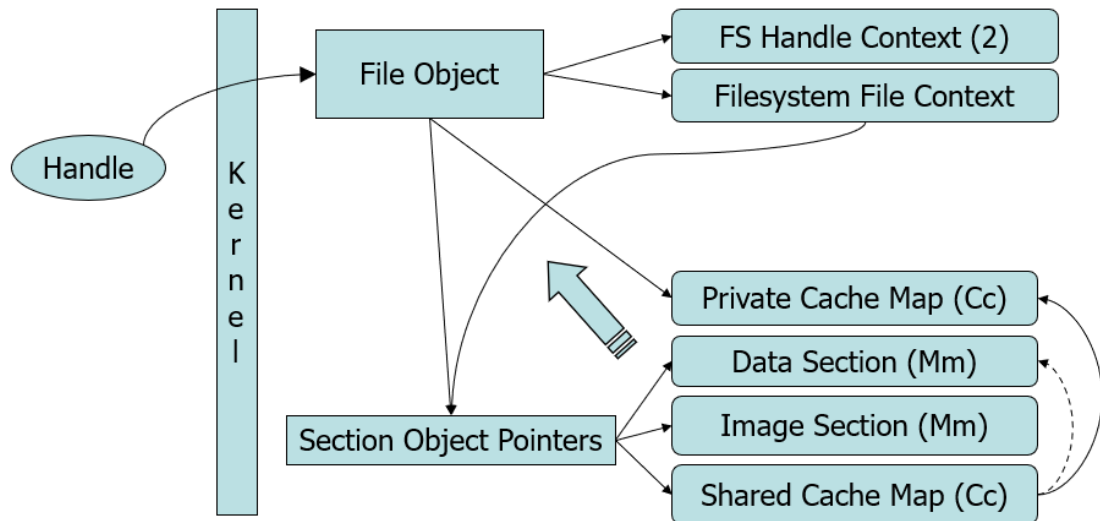 FS Handle Context (2)
File Object
Filesystem File Context
Handle
K
e
r
n
e
l
Private Cache Map (Cc)
Data Section (Mm)
Image Section (Mm)
Section Object Pointers
Shared Cache Map (Cc)